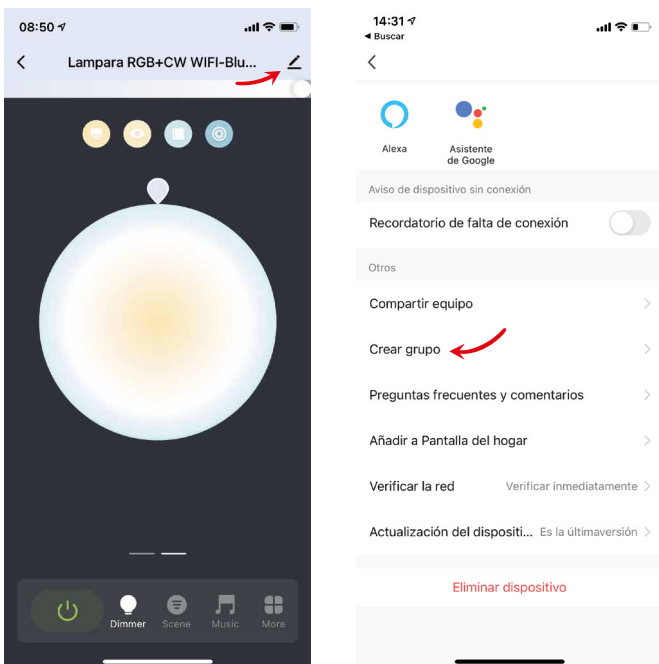 08:50
Lampara RGB+CW WIFI-Blu...
Dimmer
Scene
Music
More
14:31
Buscar
Alexa
Asistente
de Google
Aviso de dispositivo sin conexión
Recordatorio de falta de conexión
Otros
Compartir equipo
Crear grupo
Preguntas frecuentes y comentarios
Añadir a Pantalla del hogar
Verificar la red Verificar inmediatamente
Actualización del dispositi... Es la últimaversión
Eliminar dispositivo